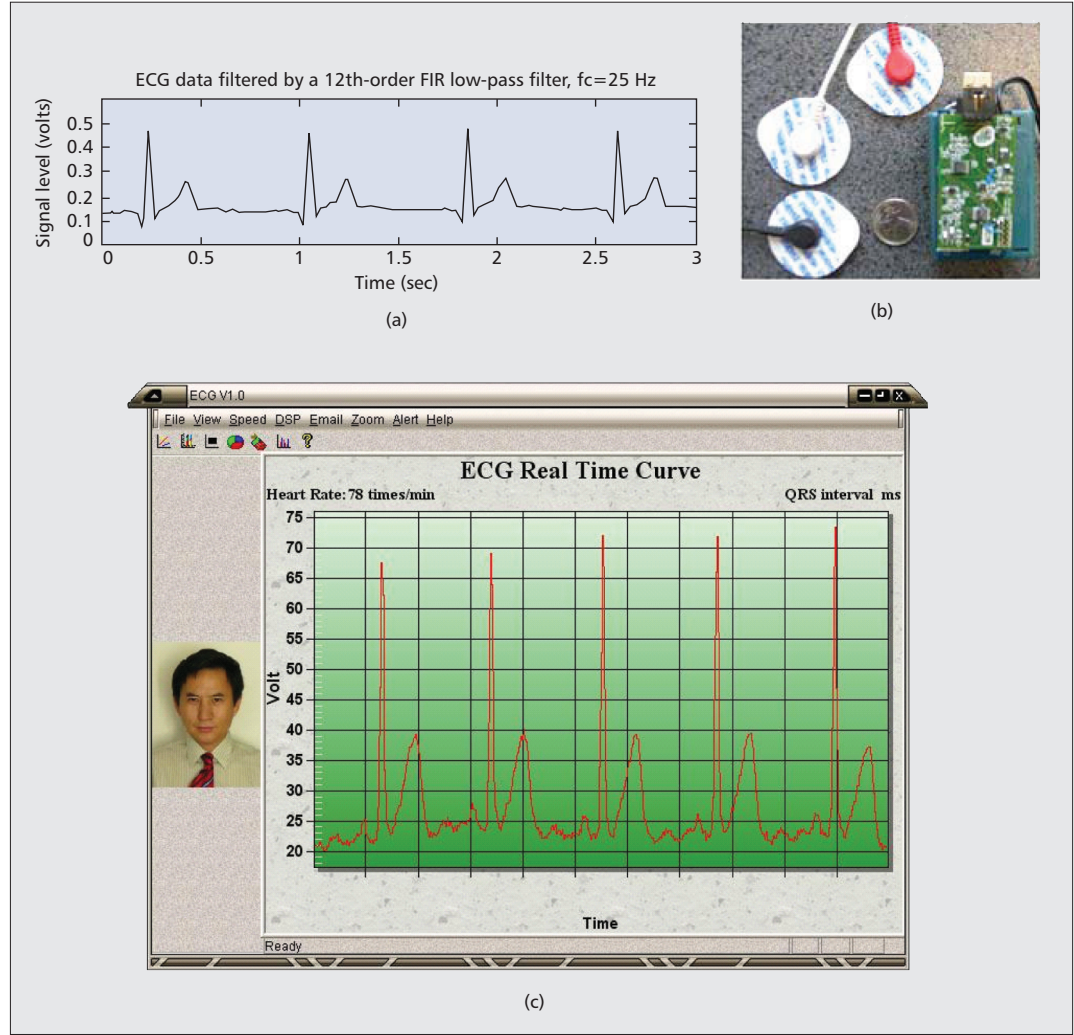 ECG data filtered by a 12th-order FIR low-pass filter, fc=25 Hz
Signal level (volts)
0.5
0.4
0.3
0.2
0.1
0
0 0.5 1 1.5 2 2.5 3
Time (sec)
(a)
(b)
ECG V1.0
File View Speed DSP Email Zoom Alert Help
ECG Real Time Curve
Heart Rate: 78 times/min QRS interval ms
Volt
75
70
65
60
55
50
45
40
35
30
25
20
Time
Ready
(c)